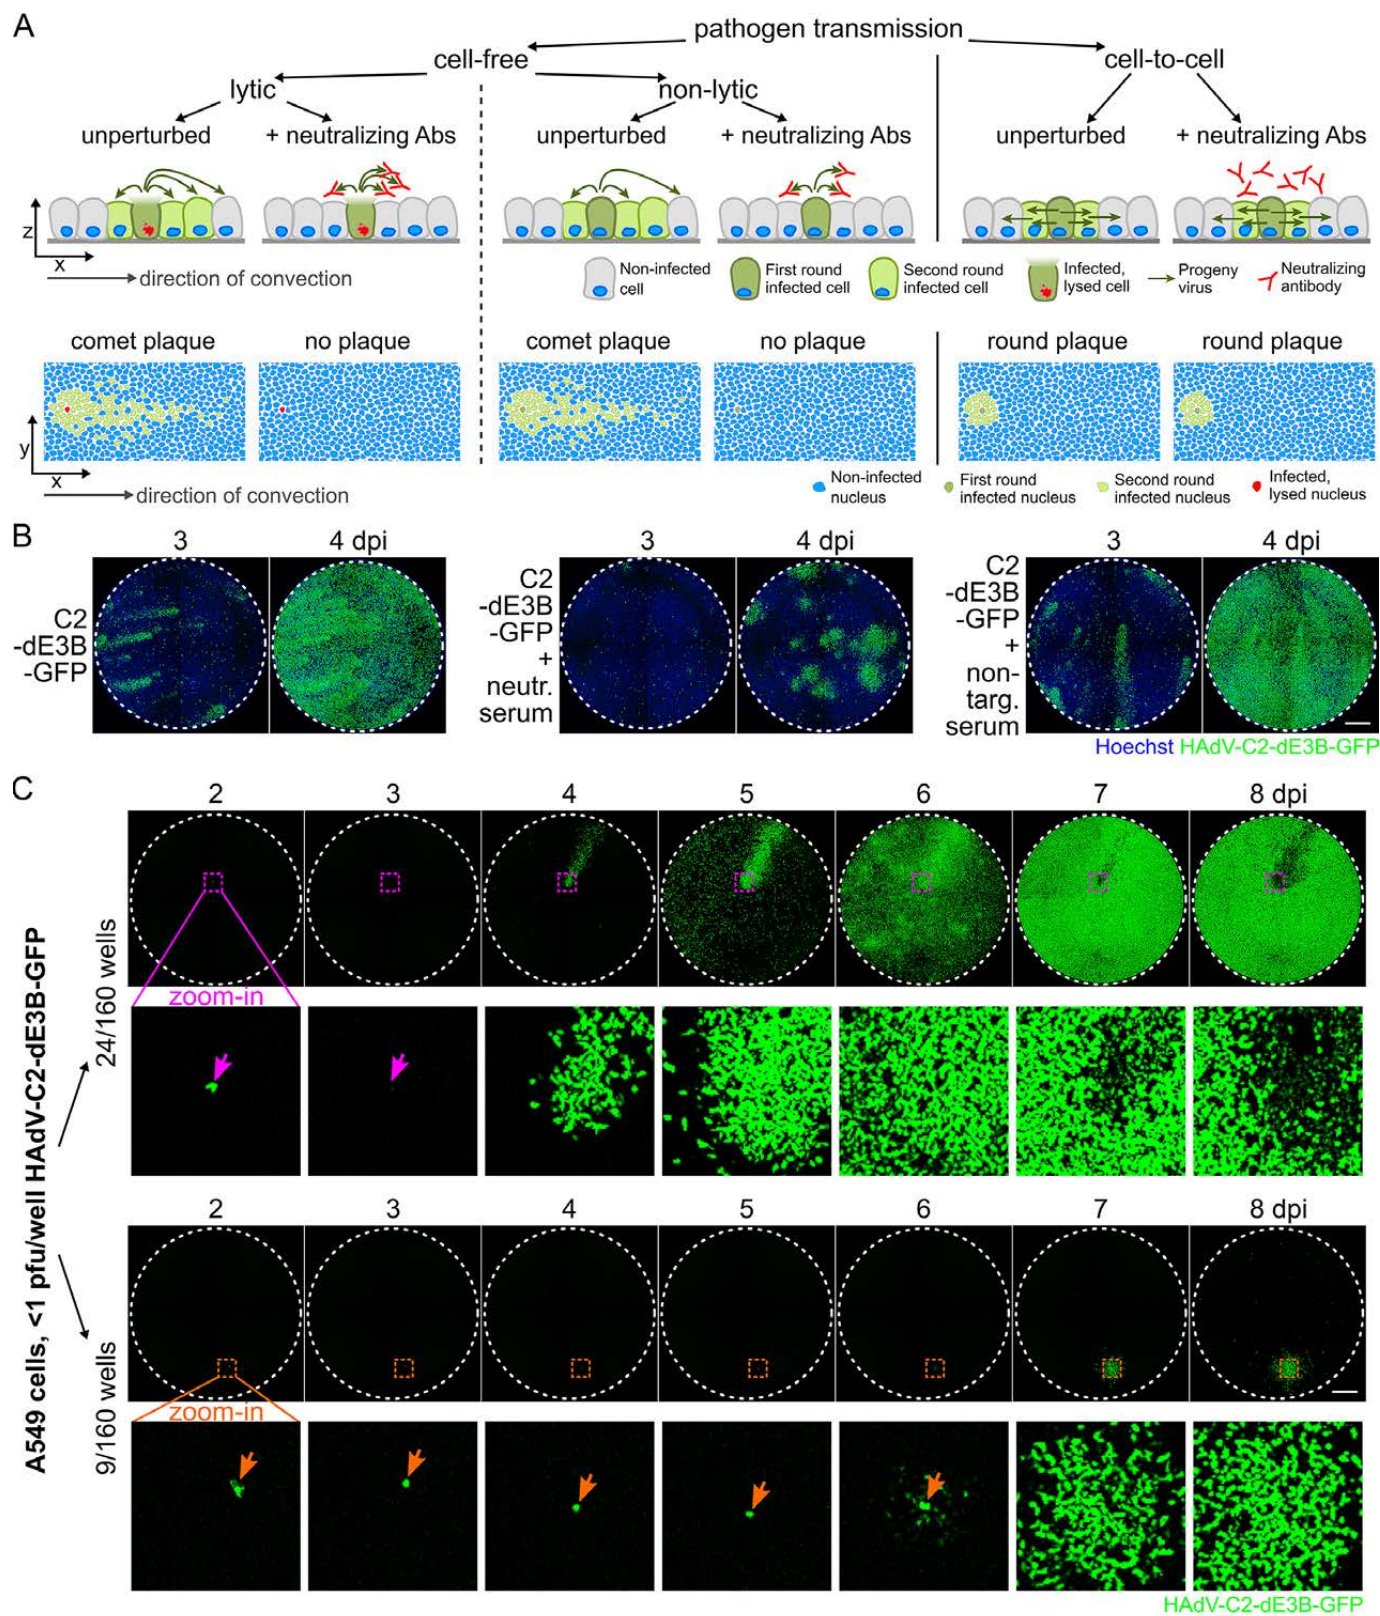 A
pathogen transmission
cell-free
cell-to-cell
lytic
non-lytic
unperturbed
+ neutralizing Abs
unperturbed
+ neutralizing Abs
unperturbed
+ neutralizing Abs
z
x
direction of convection
Non-infected
cell
First round
infected cell
Second round
infected cell
Infected,
lysed cell
Progeny
virus
Neutralizing
antibody
comet plaque
no plaque
comet plaque
no plaque
round plaque
round plaque
y
x
direction of convection
Non-infected
nucleus
First round
infected nucleus
Second round
infected nucleus
Infected,
lysed nucleus
B
3
4 dpi
C2
-dE3B
-GFP
3
4 dpi
C2
-dE3B
-GFP
+
neutr.
serum
3
4 dpi
C2
-dE3B
-GFP
+
non-
targ.
serum
Hoechst HAdV-C2-dE3B-GFP
C
A549 cells, <1 pfu/well HAdV-C2-dE3B-GFP
24/160 wells
2
3
4
5
6
7
8 dpi
zoom-in
9/160 wells
2
3
4
5
6
7
8 dpi
zoom-in
HAdV-C2-dE3B-GFP